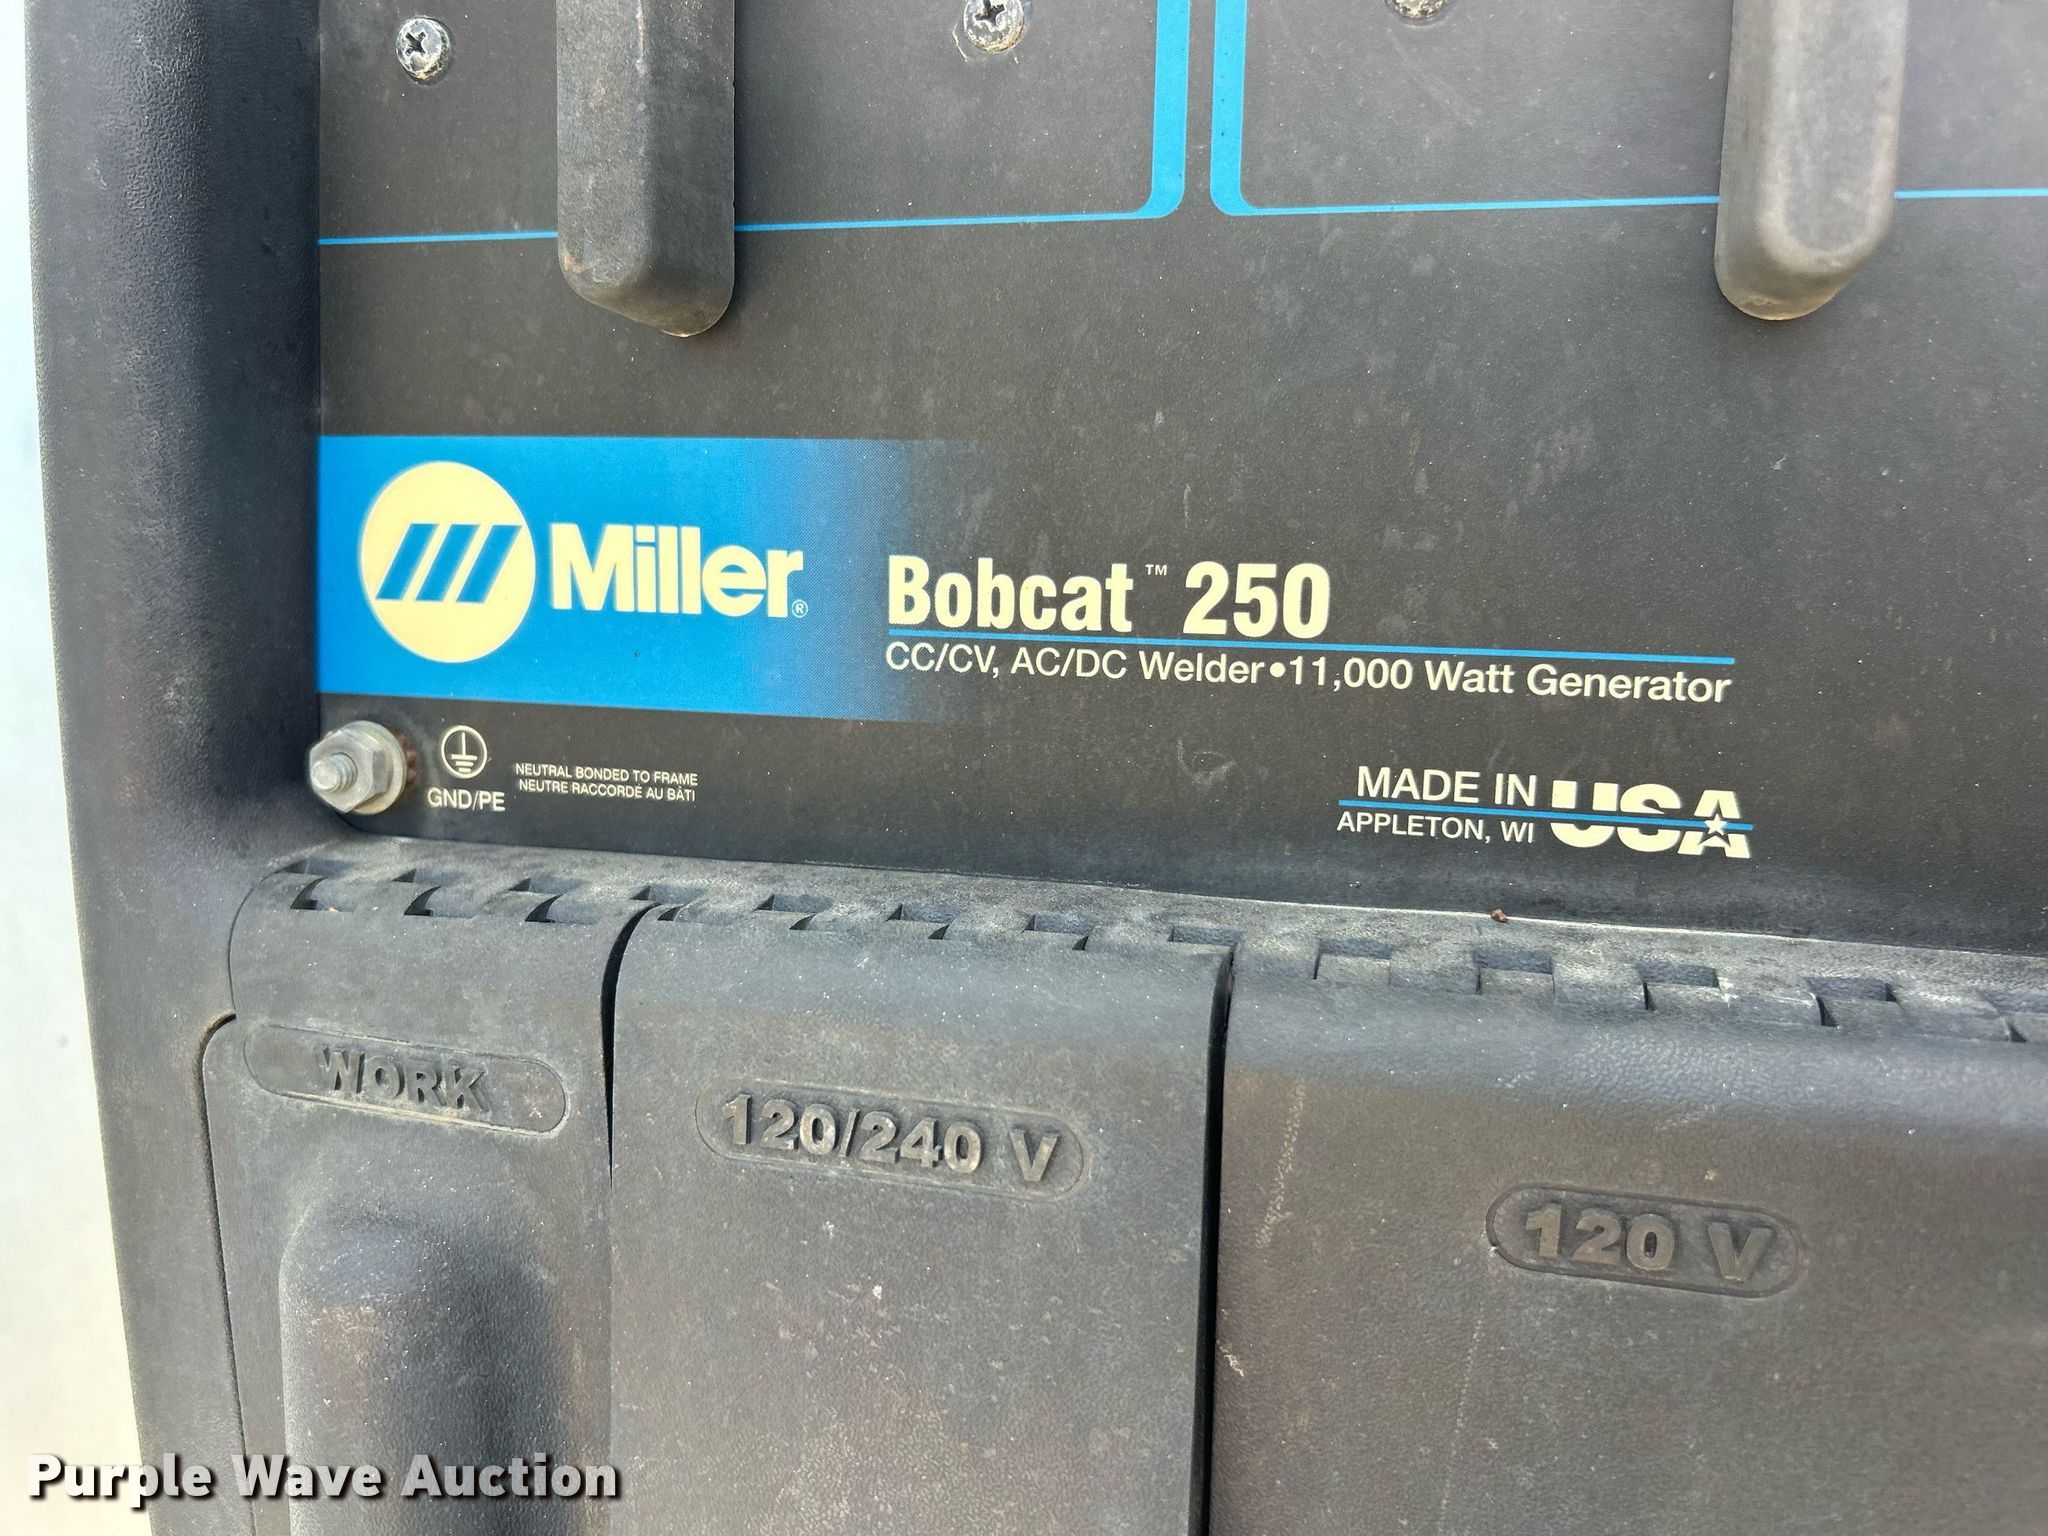 Miller®
Bobcat™ 250
CC/CV, AC/DC Welder•11,000 Watt Generator
GND/PE
NEUTRAL BONDED TO FRAME
NEUTRE RACCORDÉ AU BÂTI
MADE IN USA
APPLETON, WI
WORK
120/240 V
120 V
Purple Wave Auction